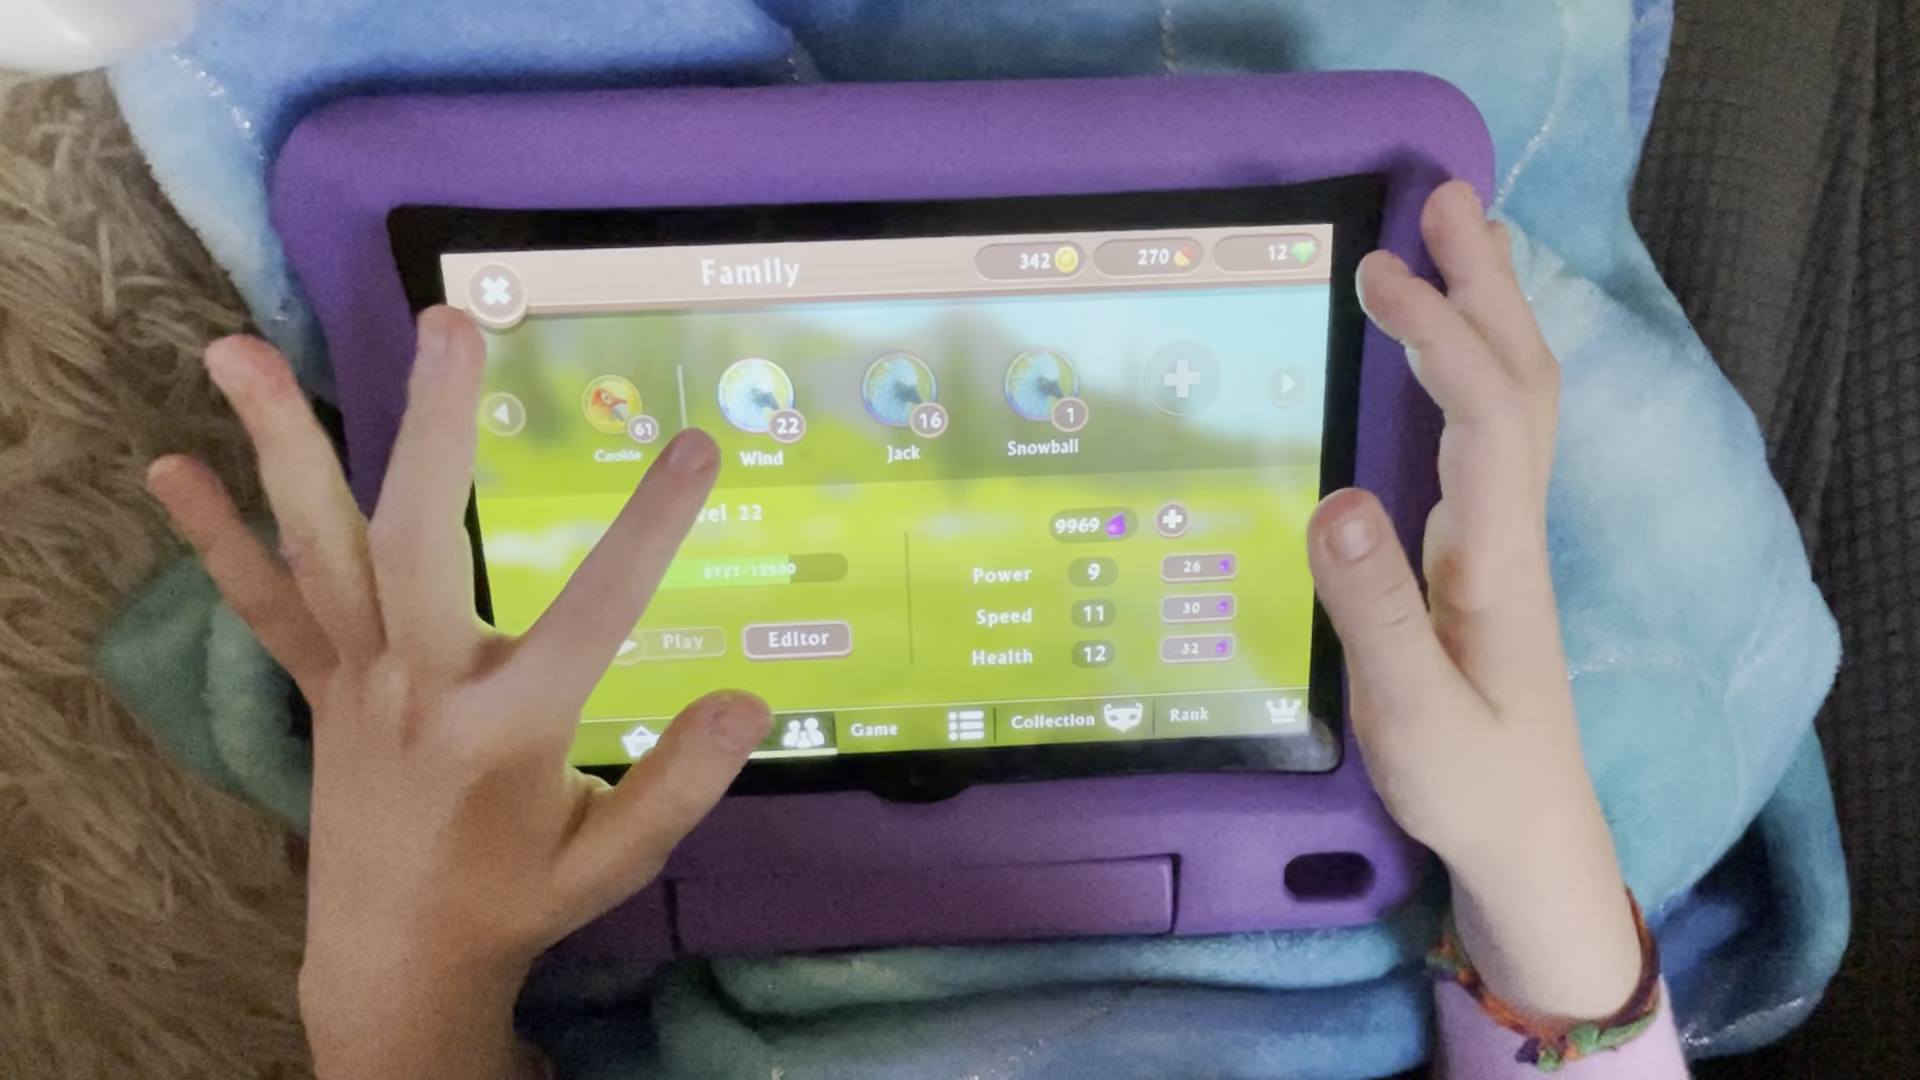 Family
342
270
12
61
22
16
1
Cookie
Wind
Jack
Snowball
vel 22
9969
Power 9 26
Speed 11 30
Health 12 32
Play
Editor
Game
Collection
Rank